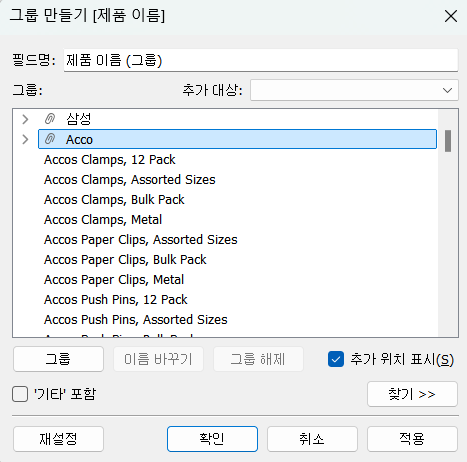 그룹 만들기 [제품 이름]
필드명: 제품 이름 (그룹)
그룹: 추가 대상:
삼성
Acco
Accos Clamps, 12 Pack
Accos Clamps, Assorted Sizes
Accos Clamps, Bulk Pack
Accos Clamps, Metal
Accos Paper Clips, Assorted Sizes
Accos Paper Clips, Bulk Pack
Accos Paper Clips, Metal
Accos Push Pins, 12 Pack
Accos Push Pins, Assorted Sizes
Accos Push Pins, Bulk Pack
그룹 이름 바꾸기 그룹 해제 추가 위치 표시(S)
'기타' 포함 찾기 >>
재설정 확인 취소 적용